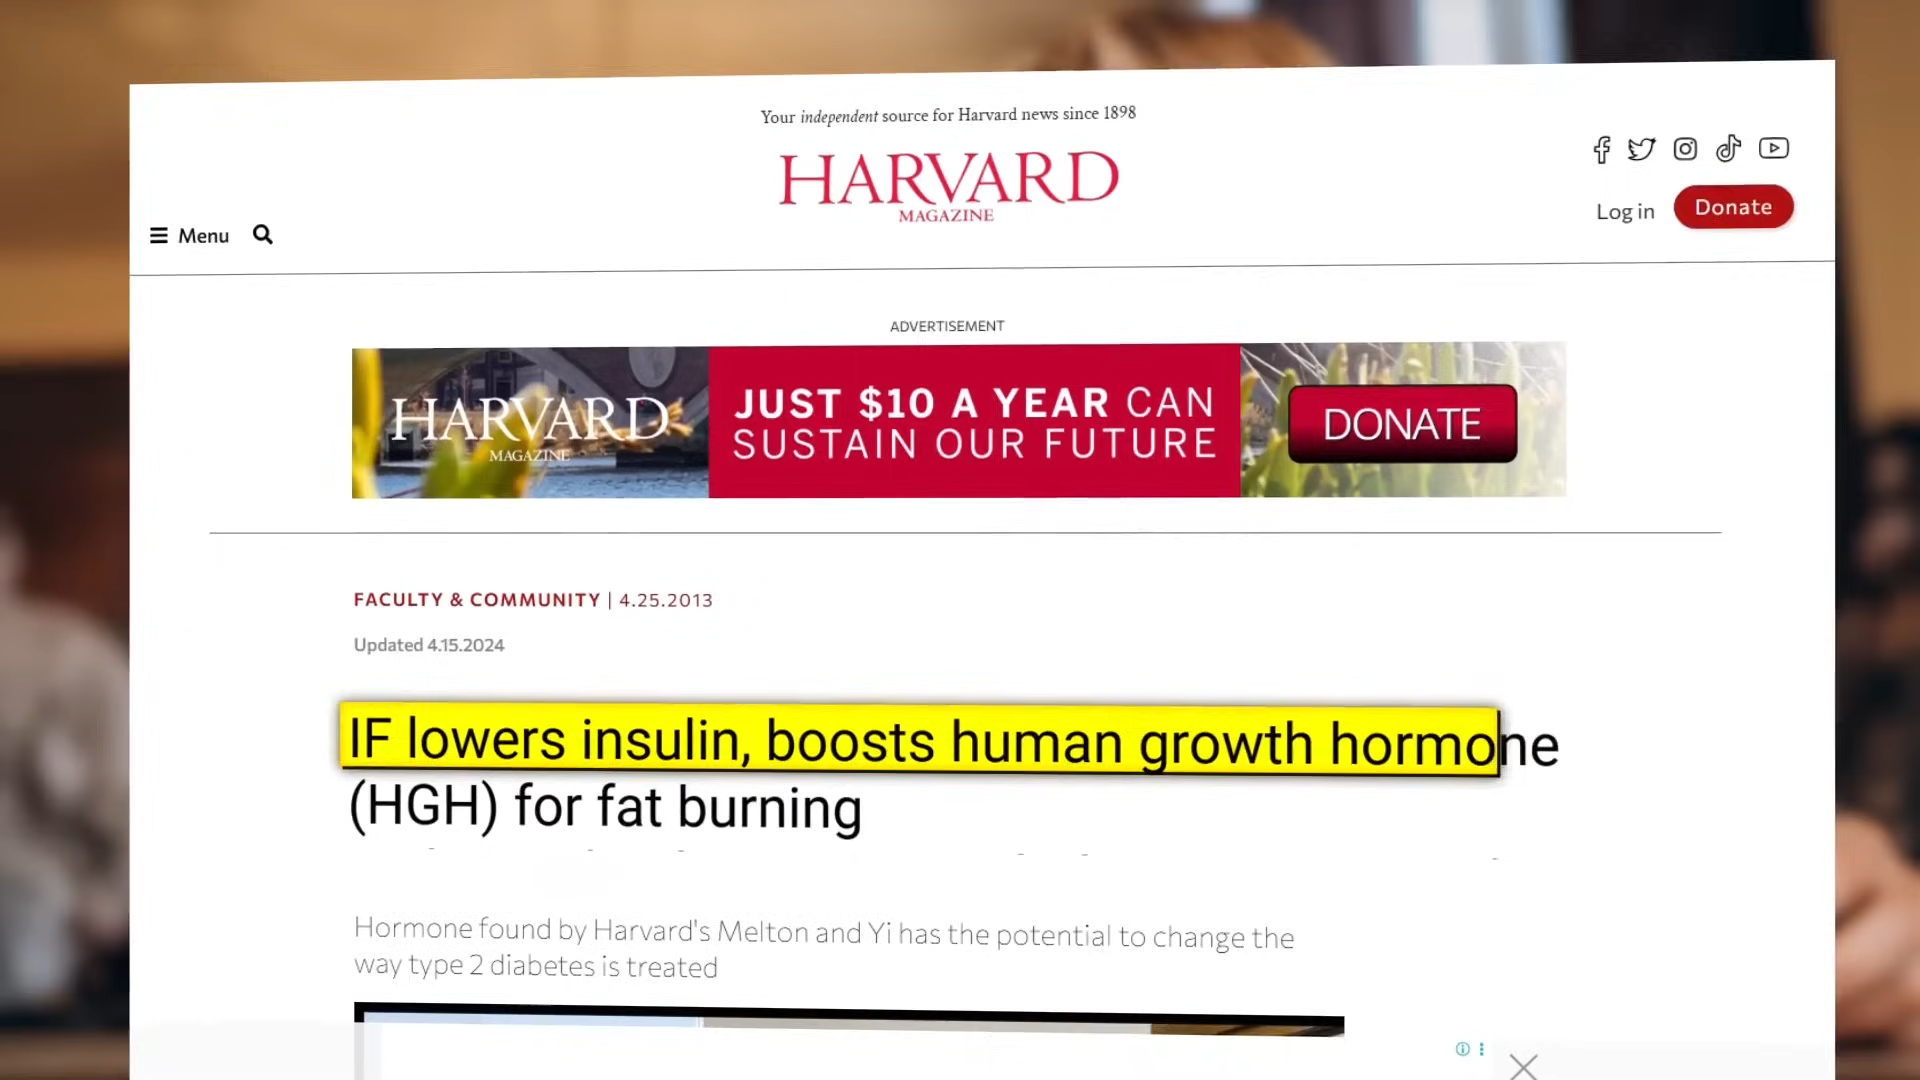 Your independent source for Harvard news since 1898
HARVARD
MAGAZINE
Menu
Log in
Donate
ADVERTISEMENT
HARVARD
MAGAZINE
JUST $10 A YEAR CAN
SUSTAIN OUR FUTURE
DONATE
FACULTY & COMMUNITY | 4.25.2013
Updated 4.15.2024
IF lowers insulin, boosts human growth hormone
(HGH) for fat burning
Hormone found by Harvard's Melton and Yi has the potential to change the
way type 2 diabetes is treated